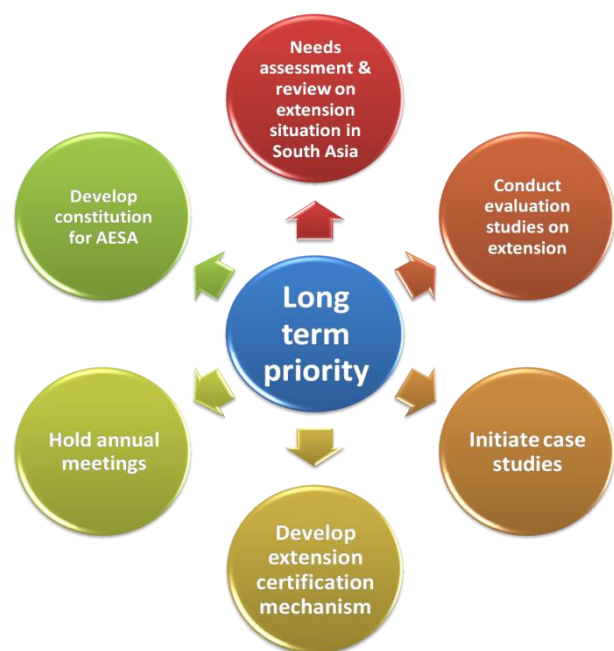 Needs
assessment &
review on
extension
situation in
South Asia
Develop
constitution
for AESA
Conduct
evaluation
studies on
extension
Long
term
priority
Hold annual
meetings
Initiate case
studies
Develop
extension
certification
mechanism